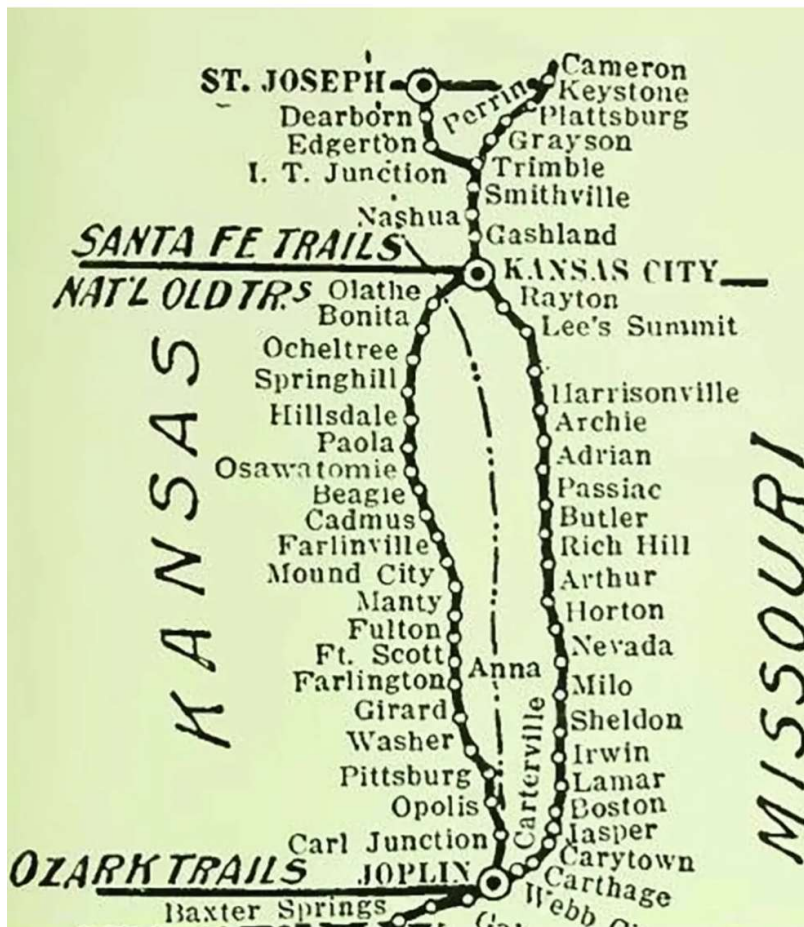 Cameron
ST. JOSEPH
Keystone
Perrin
Plattsburg
Dearborn
Grayson
Edgerton
Trimble
I. T. Junction
Smithville
Nashua
Gashland
SANTA FE TRAILS
KANSAS CITY
NAT'L OLD TR.S
Olathe
Rayton
Bonita
Lee's Summit
Ocheltree
Springhill
Harrisonville
Hillsdale
Archie
Paola
Adrian
Osawatomie
Passiac
Beagle
Butler
Cadmus
Rich Hill
Farlinville
Arthur
Mound City
Horton
Manty
Fulton
Nevada
Ft. Scott
Anna
Farlington
Milo
Girard
Sheldon
Washer
Irwin
Pittsburg
Lamar
Opolis
Boston
Carterville
Jasper
Carl Junction
Carytown
OZARK TRAILS
JOPLIN
Carthage
Baxter Springs
Webb
KANSAS
MISSOURI